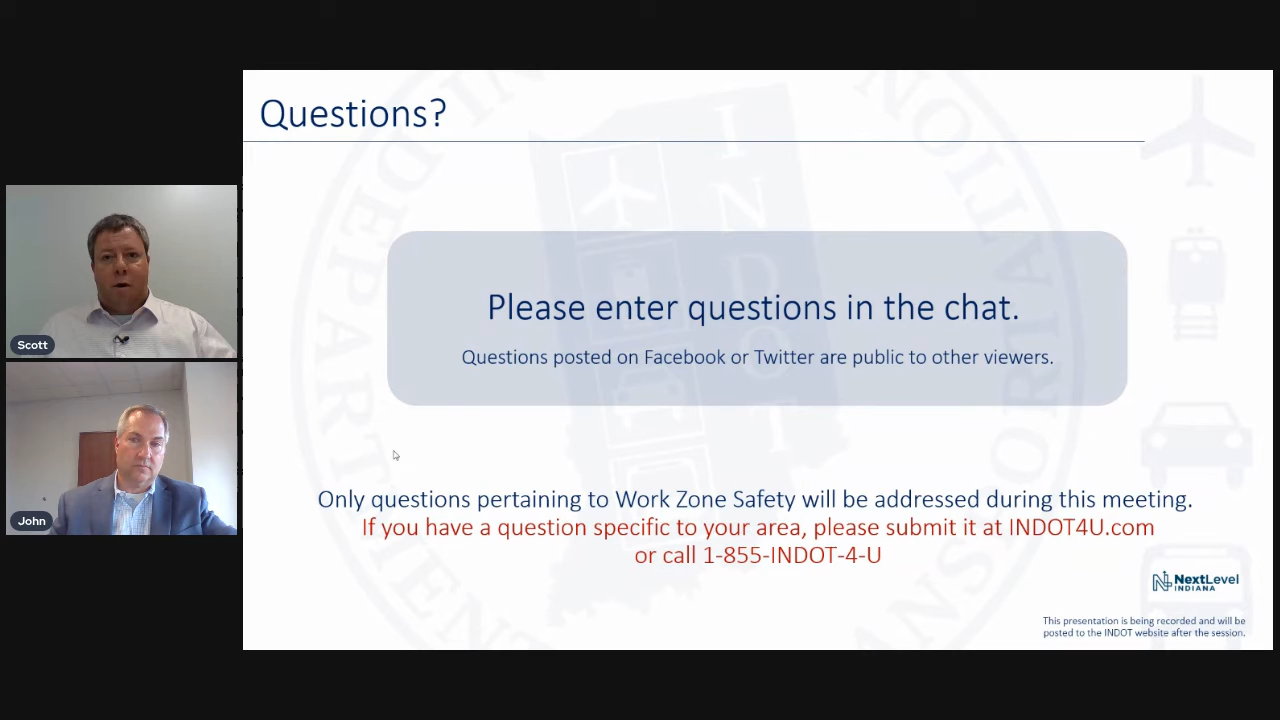 Questions?
Please enter questions in the chat.
Questions posted on Facebook or Twitter are public to other viewers.
Scott
John
Only questions pertaining to Work Zone Safety will be addressed during this meeting.
If you have a question specific to your area, please submit it at INDOT4U.com
or call 1-855-INDOT-4-U
NextLevel
INDIANA
This presentation is being recorded and will be
posted to the INDOT website after the session.
INDOT